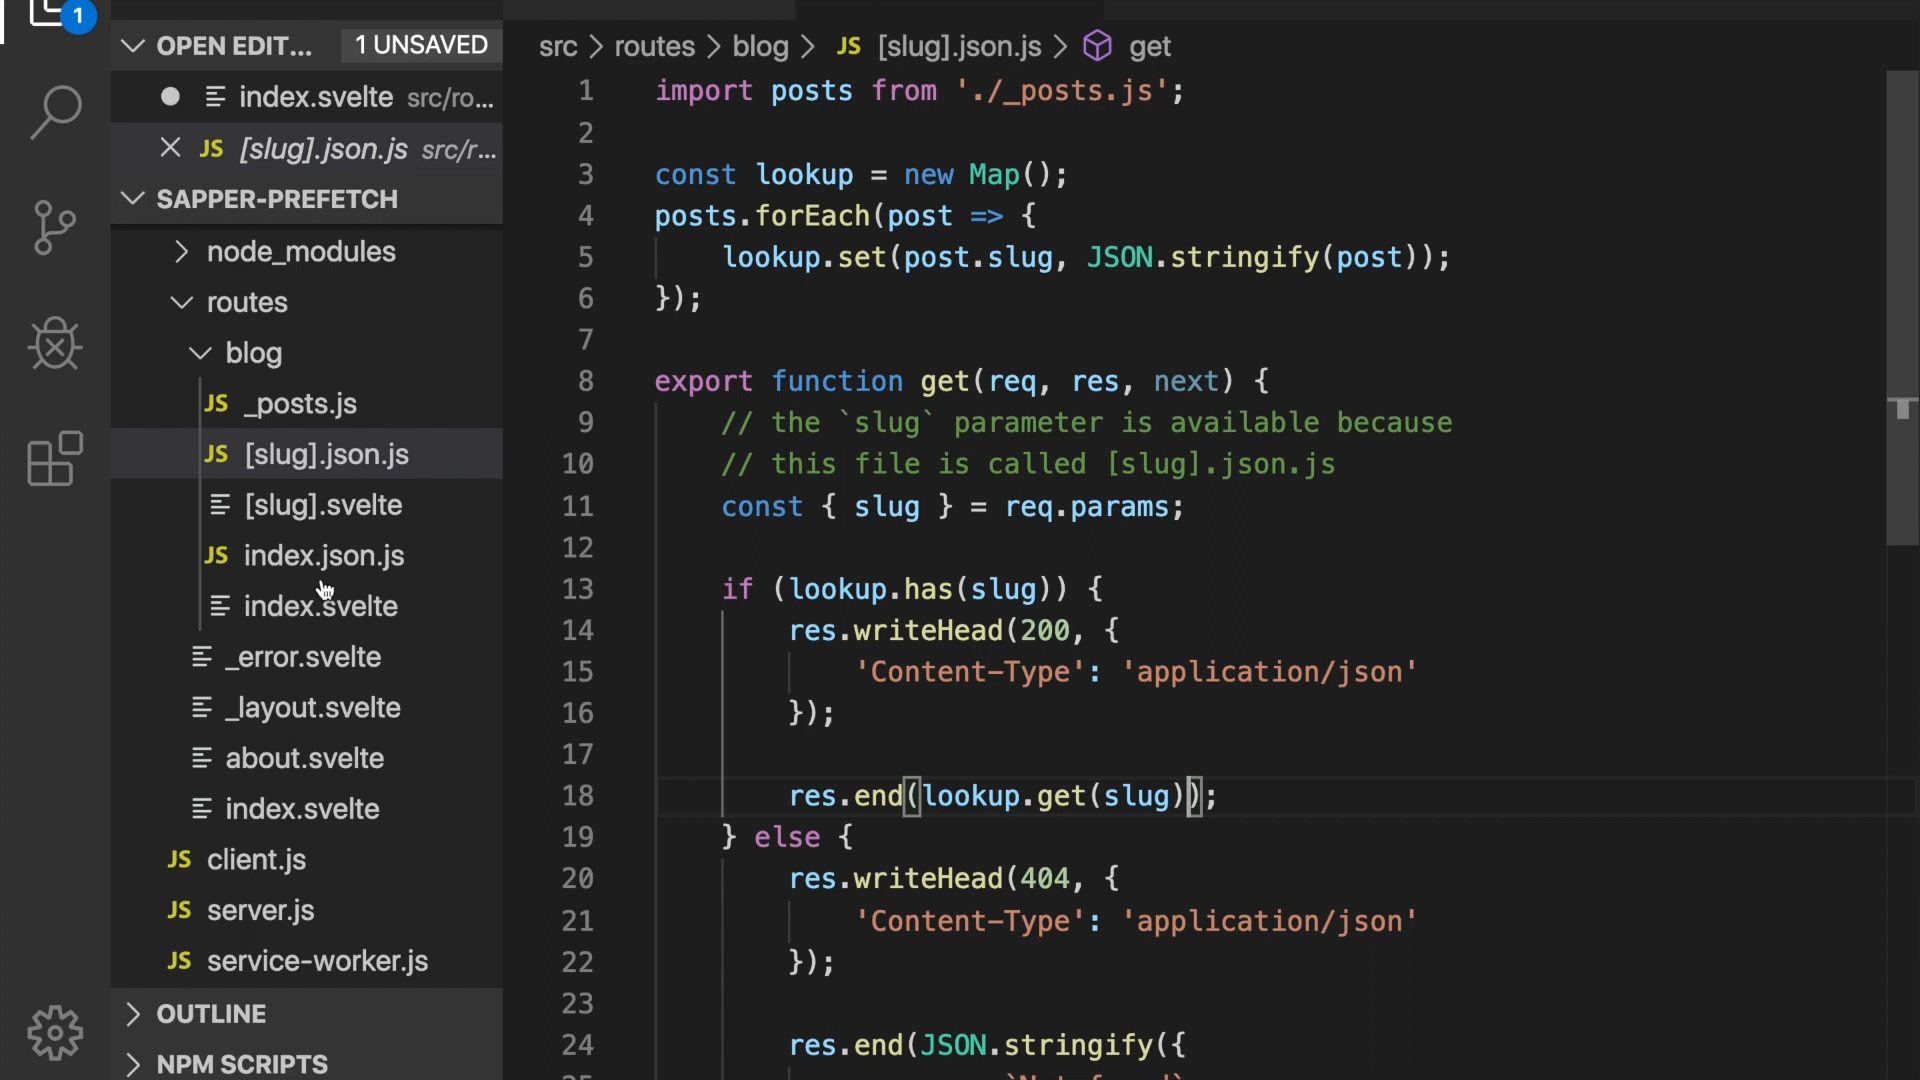 1
OPEN EDIT...
1 UNSAVED
index.svelte src/ro...
JS [slug].json.js src/r...
SAPPER-PREFETCH
node_modules
routes
blog
JS _posts.js
JS [slug].json.js
[slug].svelte
JS index.json.js
index.svelte
_error.svelte
_layout.svelte
about.svelte
index.svelte
JS client.js
JS server.js
JS service-worker.js
OUTLINE
NPM SCRIPTS
src > routes > blog > JS [slug].json.js > get
1 import posts from './_posts.js';
2
3 const lookup = new Map();
4 posts.forEach(post => {
5 lookup.set(post.slug, JSON.stringify(post));
6 });
7
8 export function get(req, res, next) {
9 // the `slug` parameter is available because
10 // this file is called [slug].json.js
11 const { slug } = req.params;
12
13 if (lookup.has(slug)) {
14 res.writeHead(200, {
15 'Content-Type': 'application/json'
16 });
17
18 res.end(lookup.get(slug));
19 } else {
20 res.writeHead(404, {
21 'Content-Type': 'application/json'
22 });
23
24 res.end(JSON.stringify({